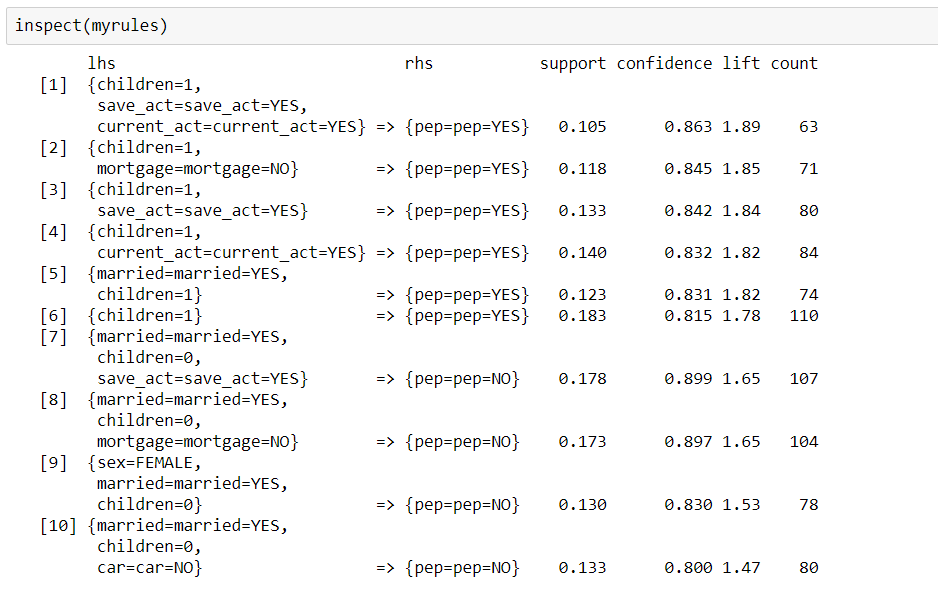 inspect(myrules)
lhs rhs support confidence lift count
[1] {children=1,
save_act=save_act=YES,
current_act=current_act=YES} => {pep=pep=YES} 0.105 0.863 1.89 63
[2] {children=1,
mortgage=mortgage=NO} => {pep=pep=YES} 0.118 0.845 1.85 71
[3] {children=1,
save_act=save_act=YES} => {pep=pep=YES} 0.133 0.842 1.84 80
[4] {children=1,
current_act=current_act=YES} => {pep=pep=YES} 0.140 0.832 1.82 84
[5] {married=married=YES,
children=1} => {pep=pep=YES} 0.123 0.831 1.82 74
[6] {children=1} => {pep=pep=YES} 0.183 0.815 1.78 110
[7] {married=married=YES,
children=0,
save_act=save_act=YES} => {pep=pep=NO} 0.178 0.899 1.65 107
[8] {married=married=YES,
children=0,
mortgage=mortgage=NO} => {pep=pep=NO} 0.173 0.897 1.65 104
[9] {sex=FEMALE,
married=married=YES,
children=0} => {pep=pep=NO} 0.130 0.830 1.53 78
[10] {married=married=YES,
children=0,
car=car=NO} => {pep=pep=NO} 0.133 0.800 1.47 80